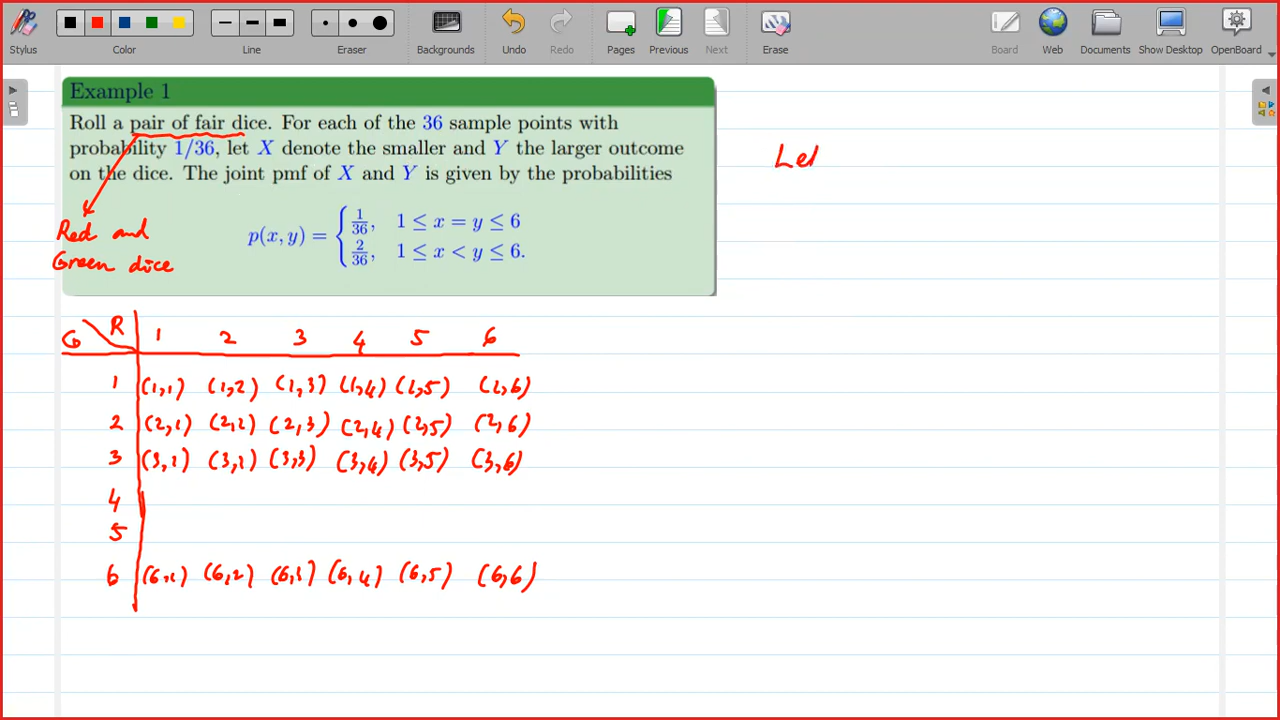 Stylus Color Line Eraser Backgrounds Undo Redo Pages Previous Next Erase Board Web Documents Show Desktop OpenBoard
Example 1
Roll a pair of fair dice. For each of the 36 sample points with
probability 1/36, let X denote the smaller and Y the larger outcome
on the dice. The joint pmf of X and Y is given by the probabilities
p(x, y) = { 1/36, 1 ≤ x = y ≤ 6
2/36, 1 ≤ x < y ≤ 6.
Let
Red and
Green dice
G R 1 2 3 4 5 6
1 (1,1) (1,2) (1,3) (1,4) (1,5) (1,6)
2 (2,1) (2,2) (2,3) (2,4) (2,5) (2,6)
3 (3,1) (3,2) (3,3) (3,4) (3,5) (3,6)
4
5
6 (6,1) (6,2) (6,3) (6,4) (6,5) (6,6)